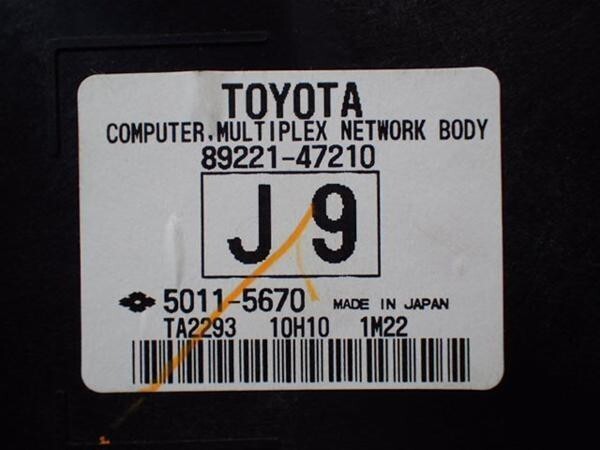 TOYOTA
COMPUTER,MULTIPLEX NETWORK BODY
89221-47210
J9
5011-5670 MADE IN JAPAN
TA2293 10H10 1M22